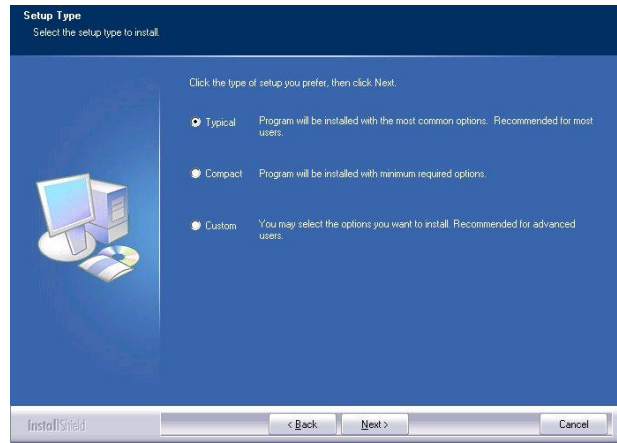 Setup Type
Select the setup type to install.
Click the type of setup you prefer, then click Next.
Typical Program will be installed with the most common options. Recommended for most
users.
Compact Program will be installed with minimum required options.
Custom You may select the options you want to install. Recommended for advanced
users.
InstallShield
< Back Next > Cancel